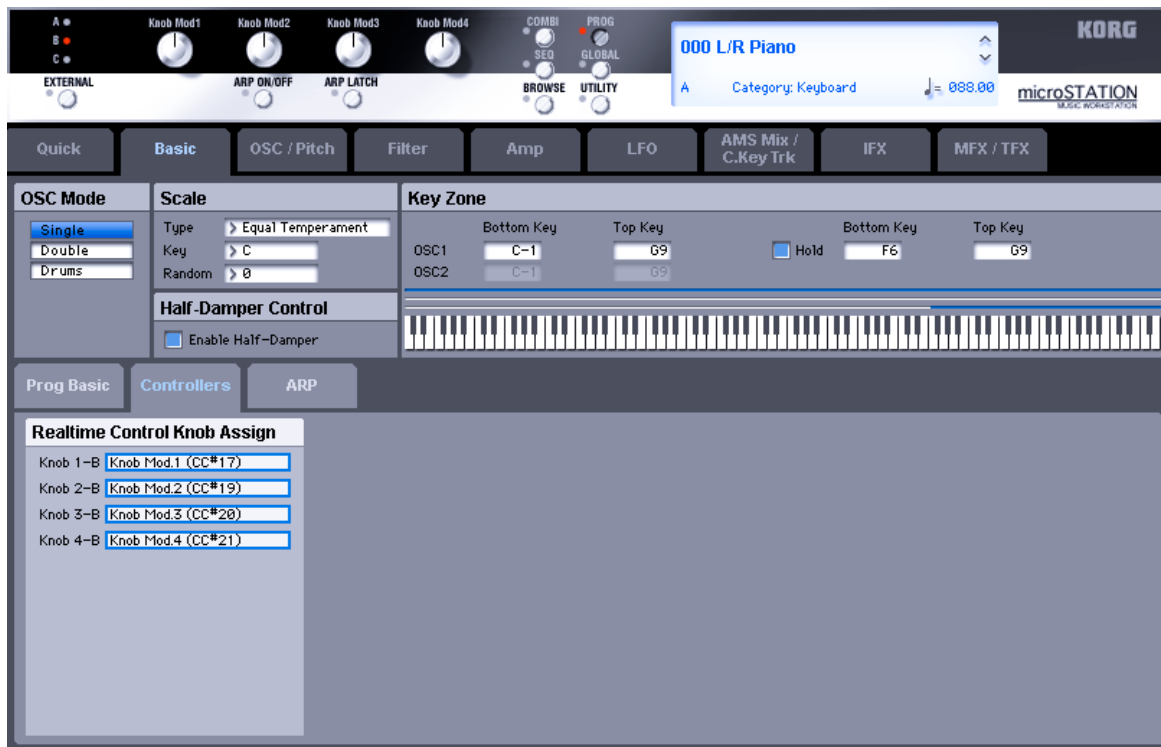 A Knob Mod1 Knob Mod2 Knob Mod3 Knob Mod4 COMBI PROG KORG
B
C SEQ GLOBAL
000 L/R Piano
EXTERNAL ARP ON/OFF ARP LATCH BROWSE UTILITY
A Category: Keyboard ♩= 088.00
microSTATION
MUSIC WORKSTATION
Quick Basic OSC / Pitch Filter Amp LFO AMS Mix / C.Key Trk IFX MFX / TFX
OSC Mode
Single
Double
Drums
Scale
Type > Equal Temperament
Key > C
Random > 0
Half-Damper Control
Enable Half-Damper
Key Zone
Bottom Key Top Key Bottom Key Top Key
OSC1 C-1 G9 Hold F6 G9
OSC2 C-1 G9
Prog Basic Controllers ARP
Realtime Control Knob Assign
Knob 1-B Knob Mod.1 (CC#17)
Knob 2-B Knob Mod.2 (CC#19)
Knob 3-B Knob Mod.3 (CC#20)
Knob 4-B Knob Mod.4 (CC#21)